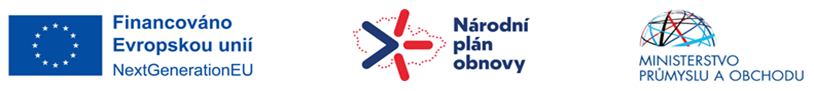 Financováno
Evropskou unií
NextGenerationEU
Národní
plán
obnovy
MINISTERSTVO
PRŮMYSLU A OBCHODU